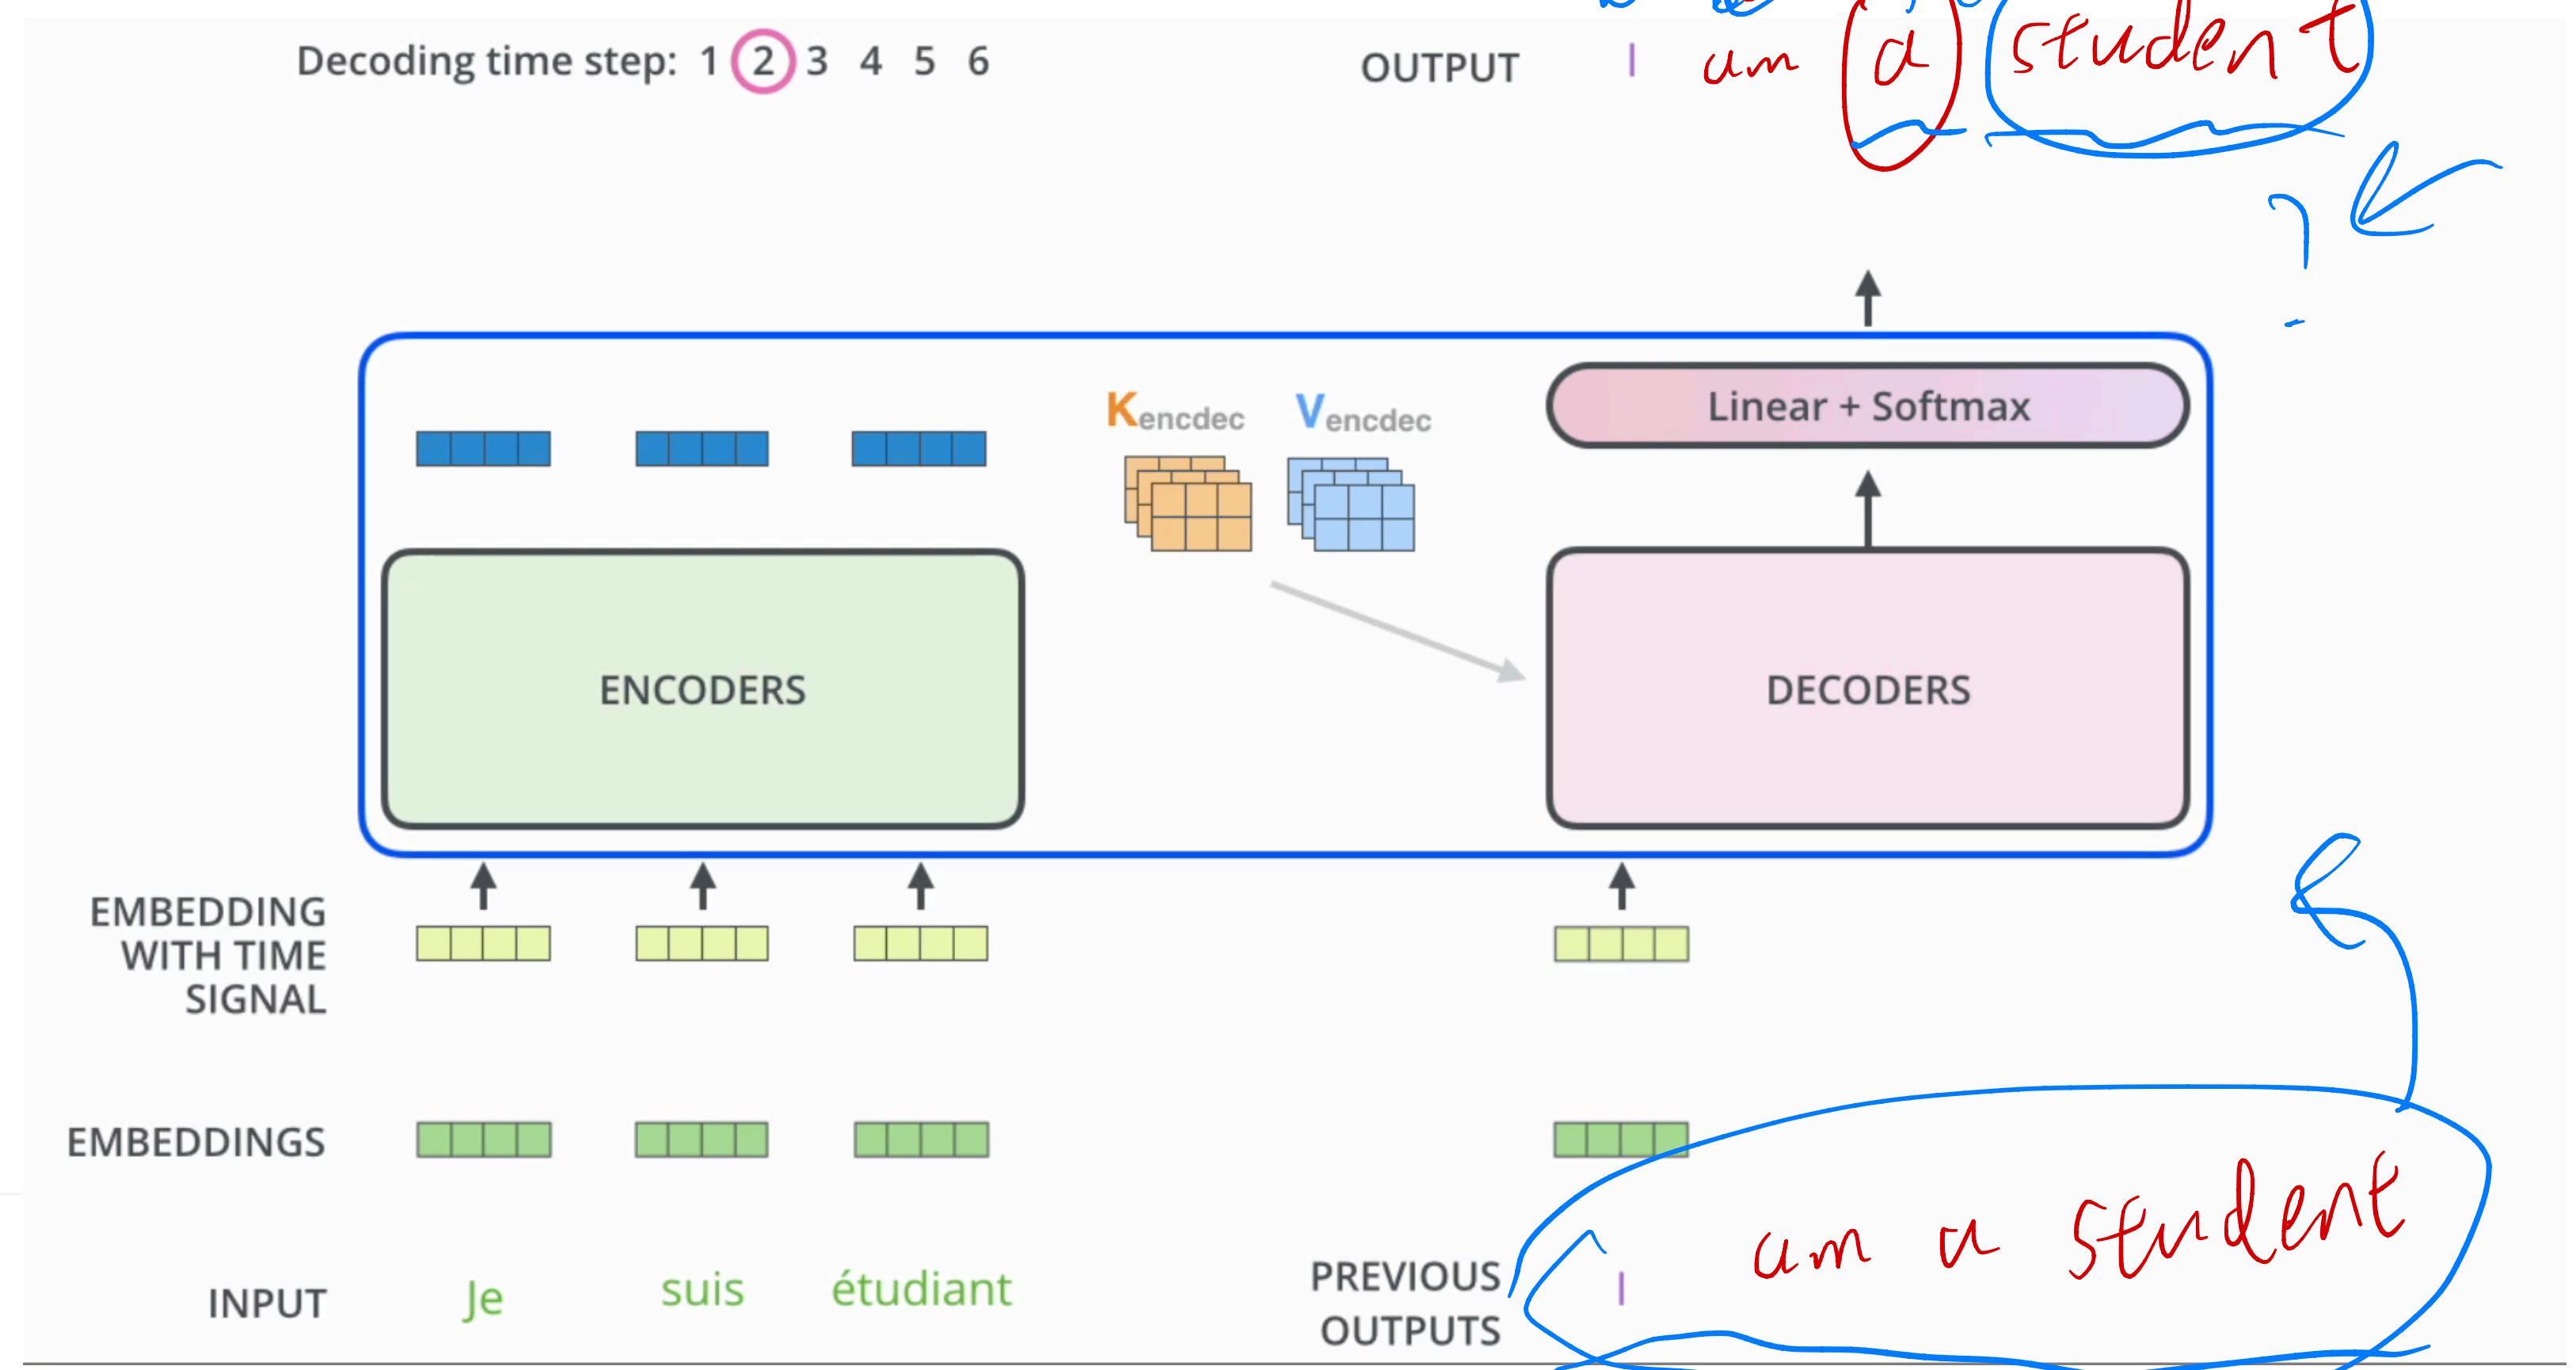 Decoding time step: 1 2 3 4 5 6
OUTPUT I am a student
?
Kencdec Vencdec
Linear + Softmax
ENCODERS
DECODERS
EMBEDDING
WITH TIME
SIGNAL
EMBEDDINGS
INPUT Je suis étudiant
PREVIOUS
OUTPUTS
I am a student